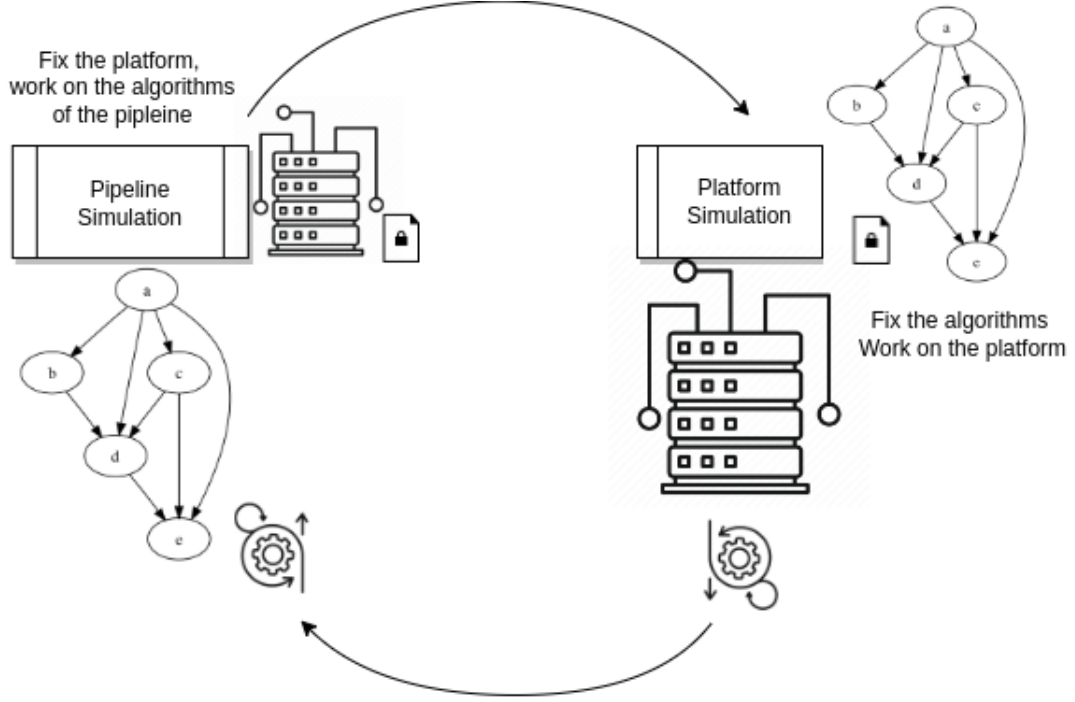 Fix the platform,
work on the algorithms
of the pipleine
Pipeline
Simulation
a
b
c
d
e
Platform
Simulation
a
b
c
d
e
Fix the algorithms
Work on the platform